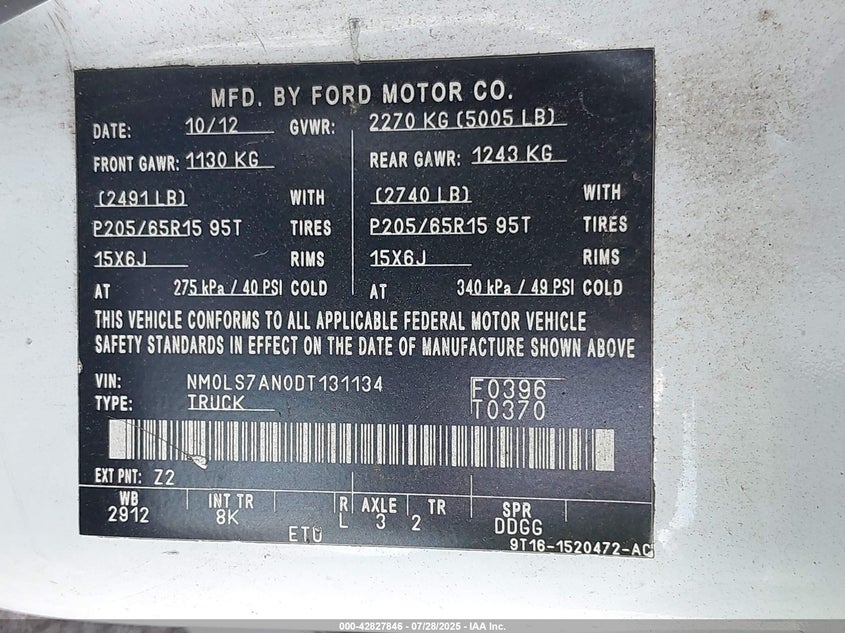 MFD. BY FORD MOTOR CO.
DATE: 10/12 GVWR: 2270 KG (5005 LB)
FRONT GAWR: 1130 KG REAR GAWR: 1243 KG
(2491 LB) WITH (2740 LB) WITH
P205/65R15 95T TIRES P205/65R15 95T TIRES
15X6J RIMS 15X6J RIMS
AT 275 kPa / 40 PSI COLD AT 340 kPa / 49 PSI COLD
THIS VEHICLE CONFORMS TO ALL APPLICABLE FEDERAL MOTOR VEHICLE
SAFETY STANDARDS IN EFFECT ON THE DATE OF MANUFACTURE SHOWN ABOVE
VIN: NM0LS7AN0DT131134 F0396
TYPE: TRUCK T0370
EXT PNT: Z2
WB INT TR R AXLE TR SPR
2912 8K L 3 2 DDGG
ETU
9T16-1520472-AC
000-42827846 - 07/28/2025 - IAA Inc.